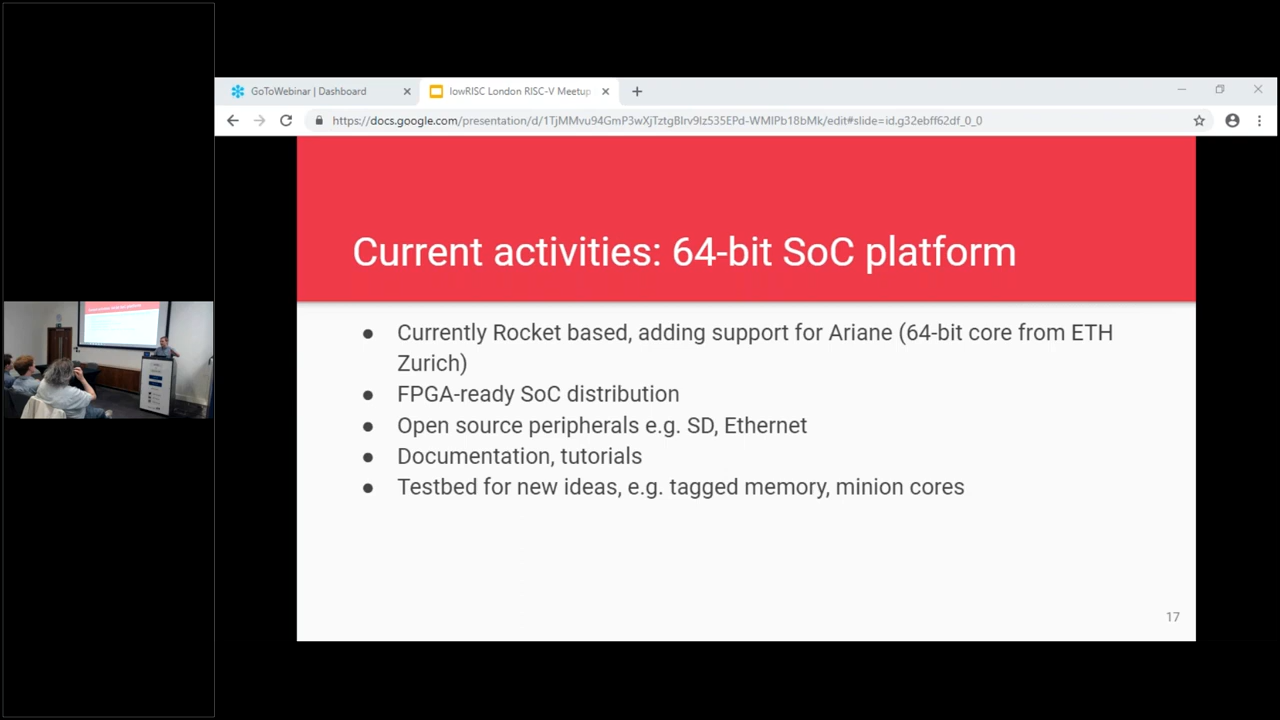 GoToWebinar | Dashboard
lowRISC London RISC-V Meetup
https://docs.google.com/presentation/d/1TjMMvu94GmP3wXjTztgBlrv9lz535EPd-WMlPb18bMk/edit#slide=id.g32ebff62df_0_0
Current activities: 64-bit SoC platform
● Currently Rocket based, adding support for Ariane (64-bit core from ETH
Zurich)
● FPGA-ready SoC distribution
● Open source peripherals e.g. SD, Ethernet
● Documentation, tutorials
● Testbed for new ideas, e.g. tagged memory, minion cores
17